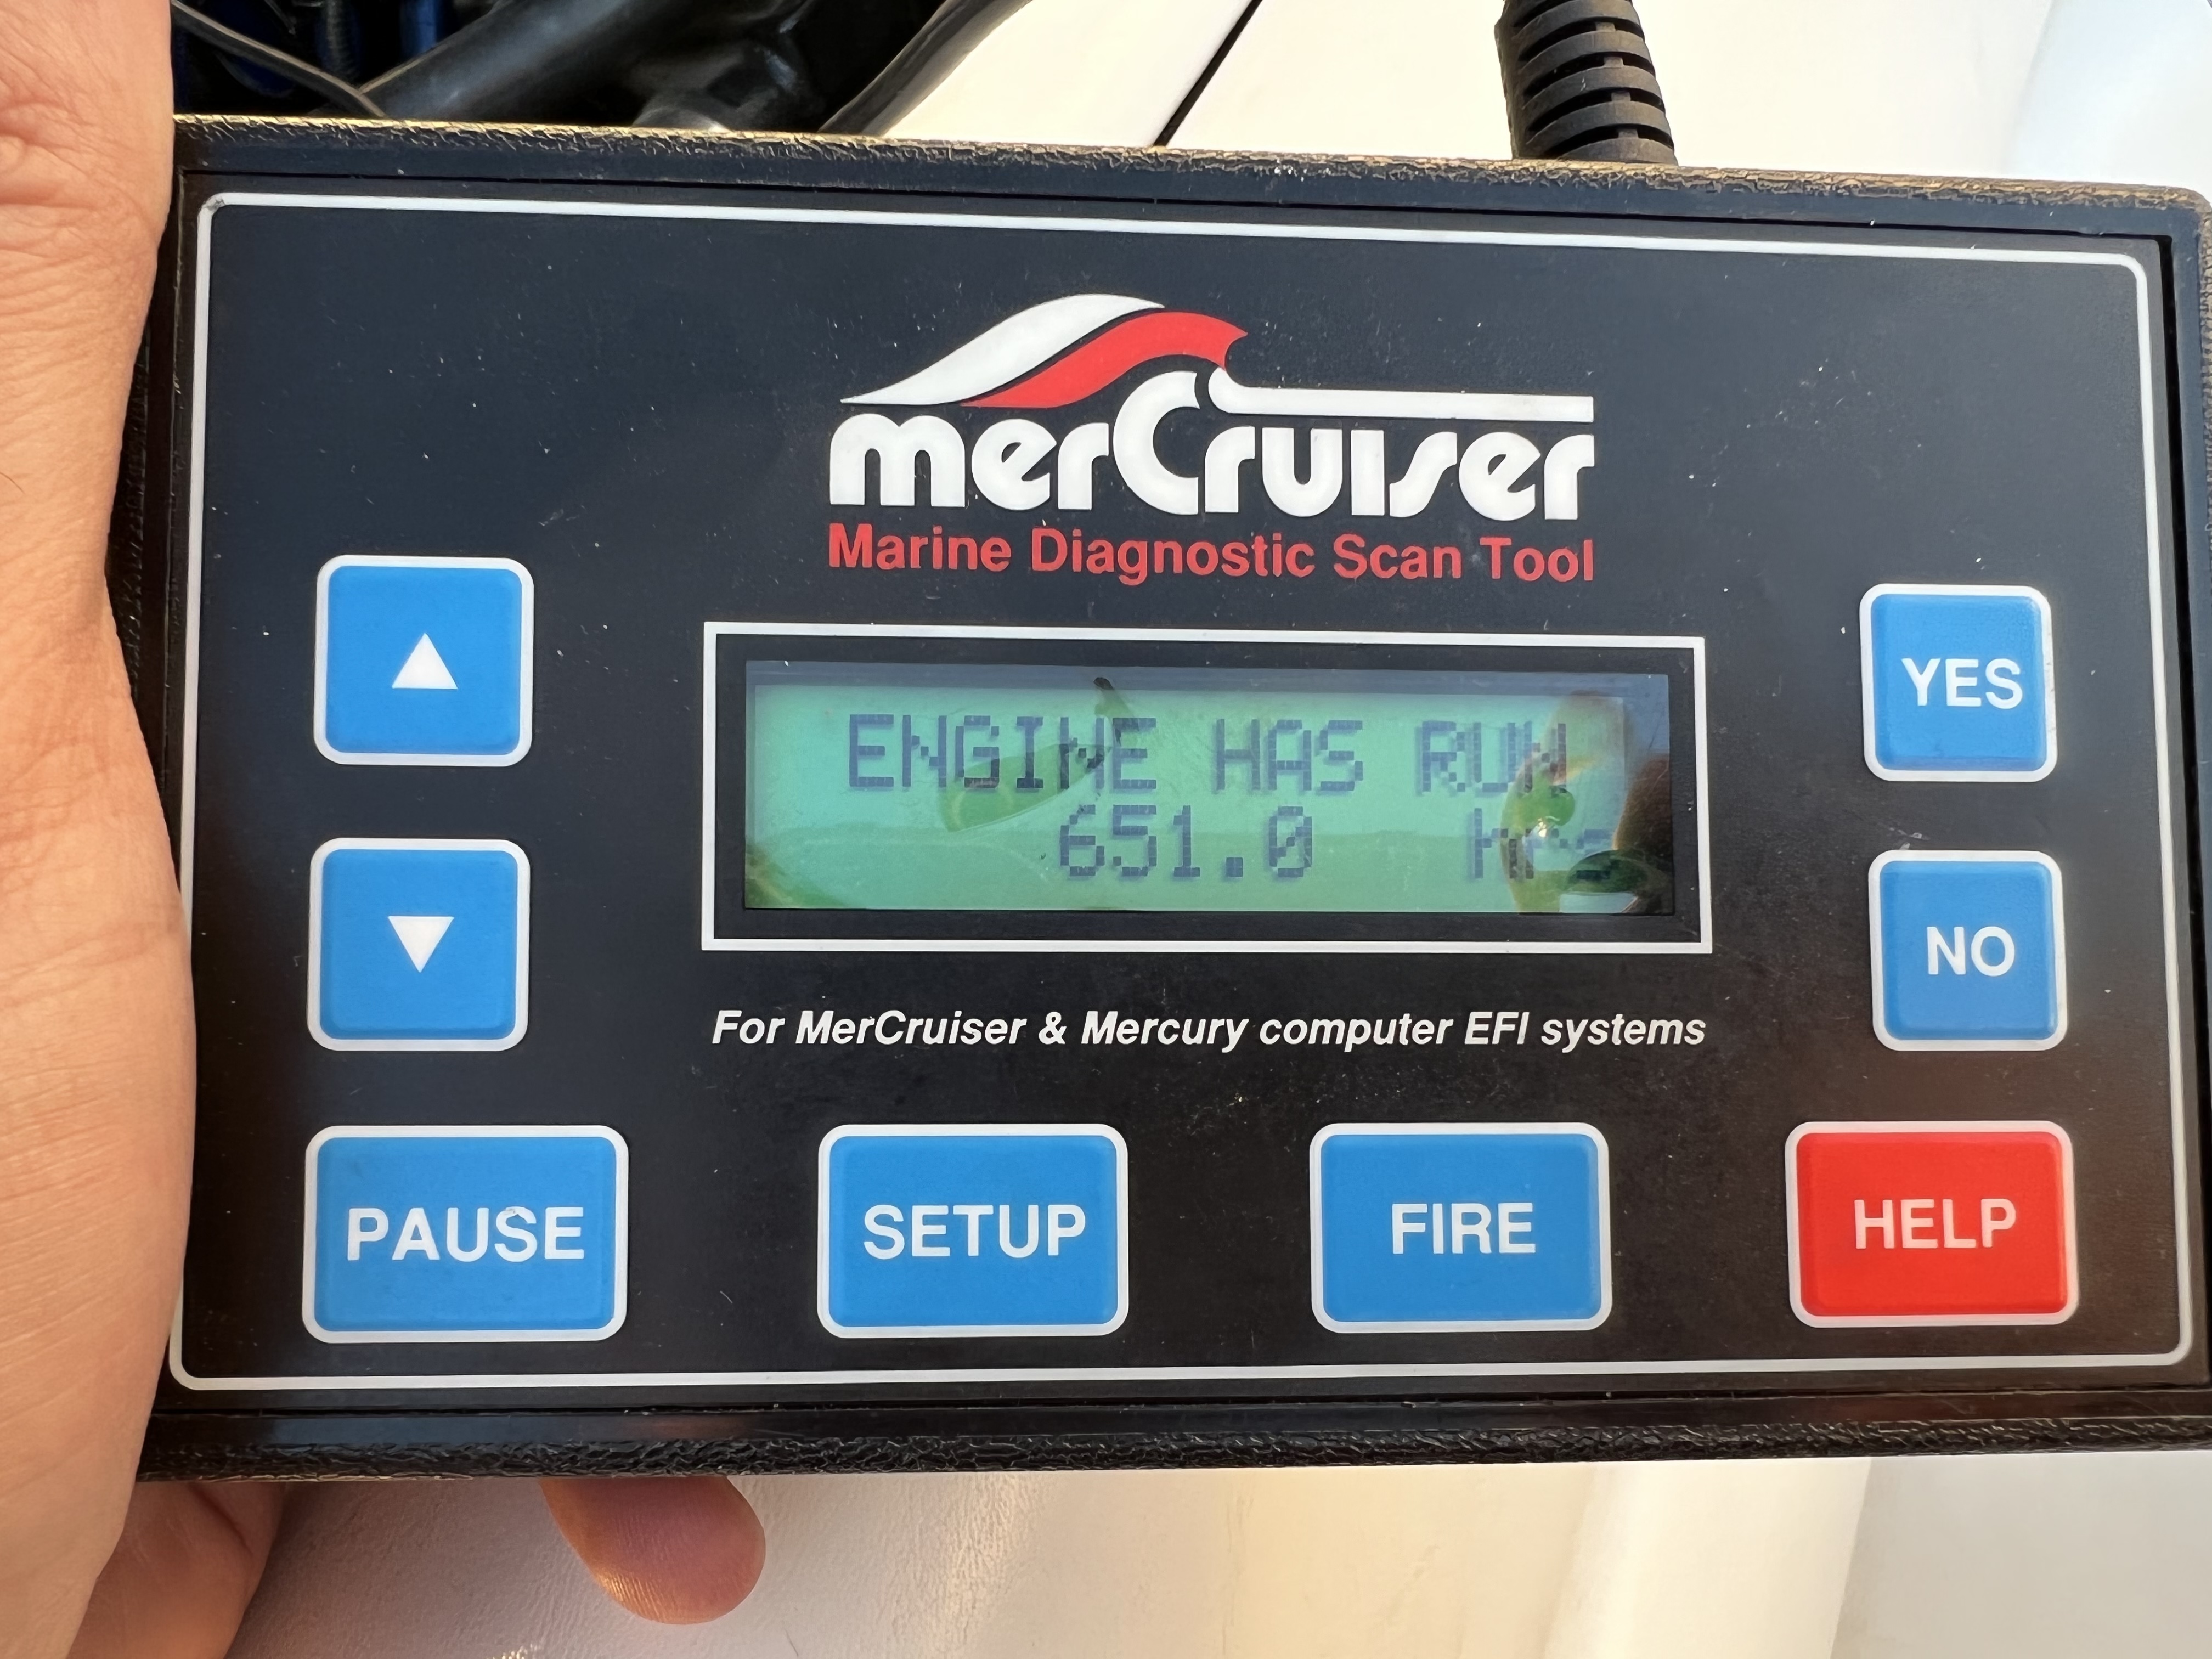 merCruiser
Marine Diagnostic Scan Tool
ENGINE HAS RUN
651.0 hrs
YES
NO
For MerCruiser & Mercury computer EFI systems
PAUSE
SETUP
FIRE
HELP